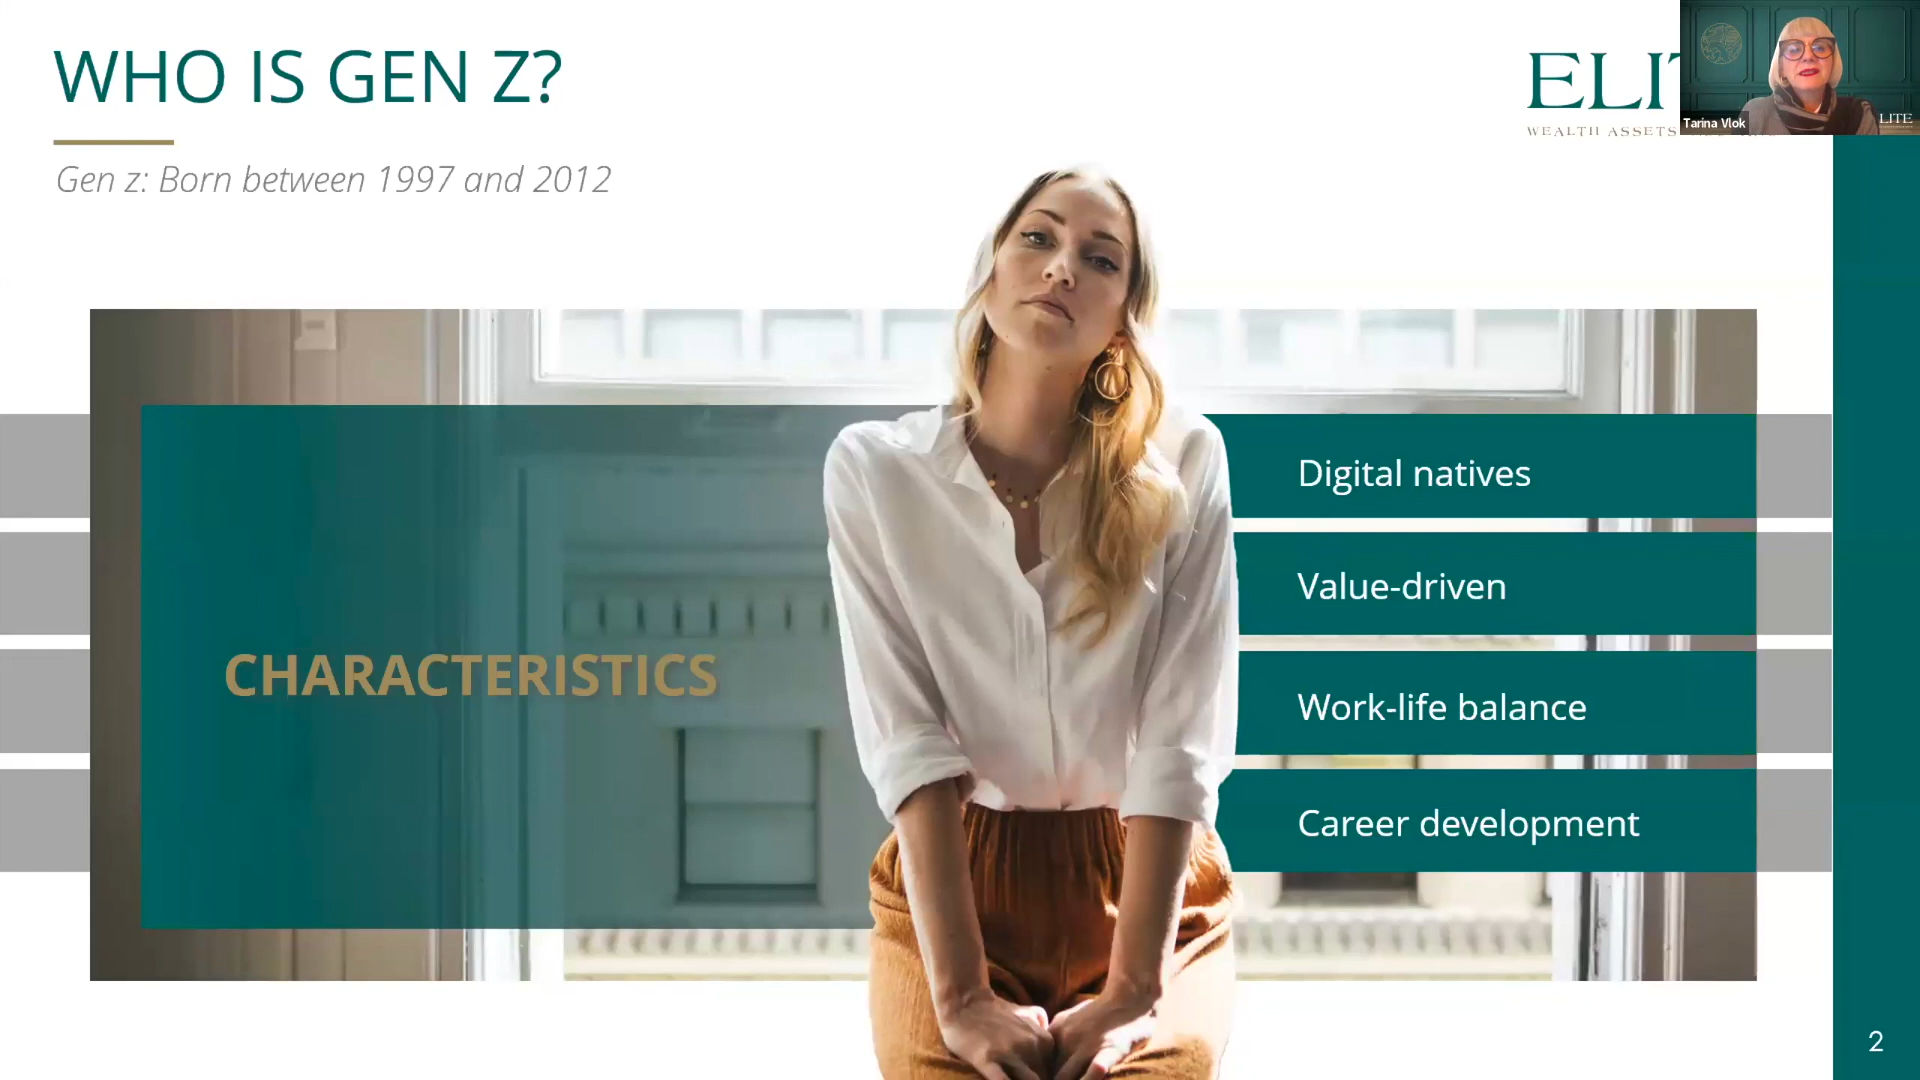 WHO IS GEN Z?
Gen z: Born between 1997 and 2012
WEALTH ASSETS
Tarina Vlok
LITE
CHARACTERISTICS
Digital natives
Value-driven
Work-life balance
Career development
2